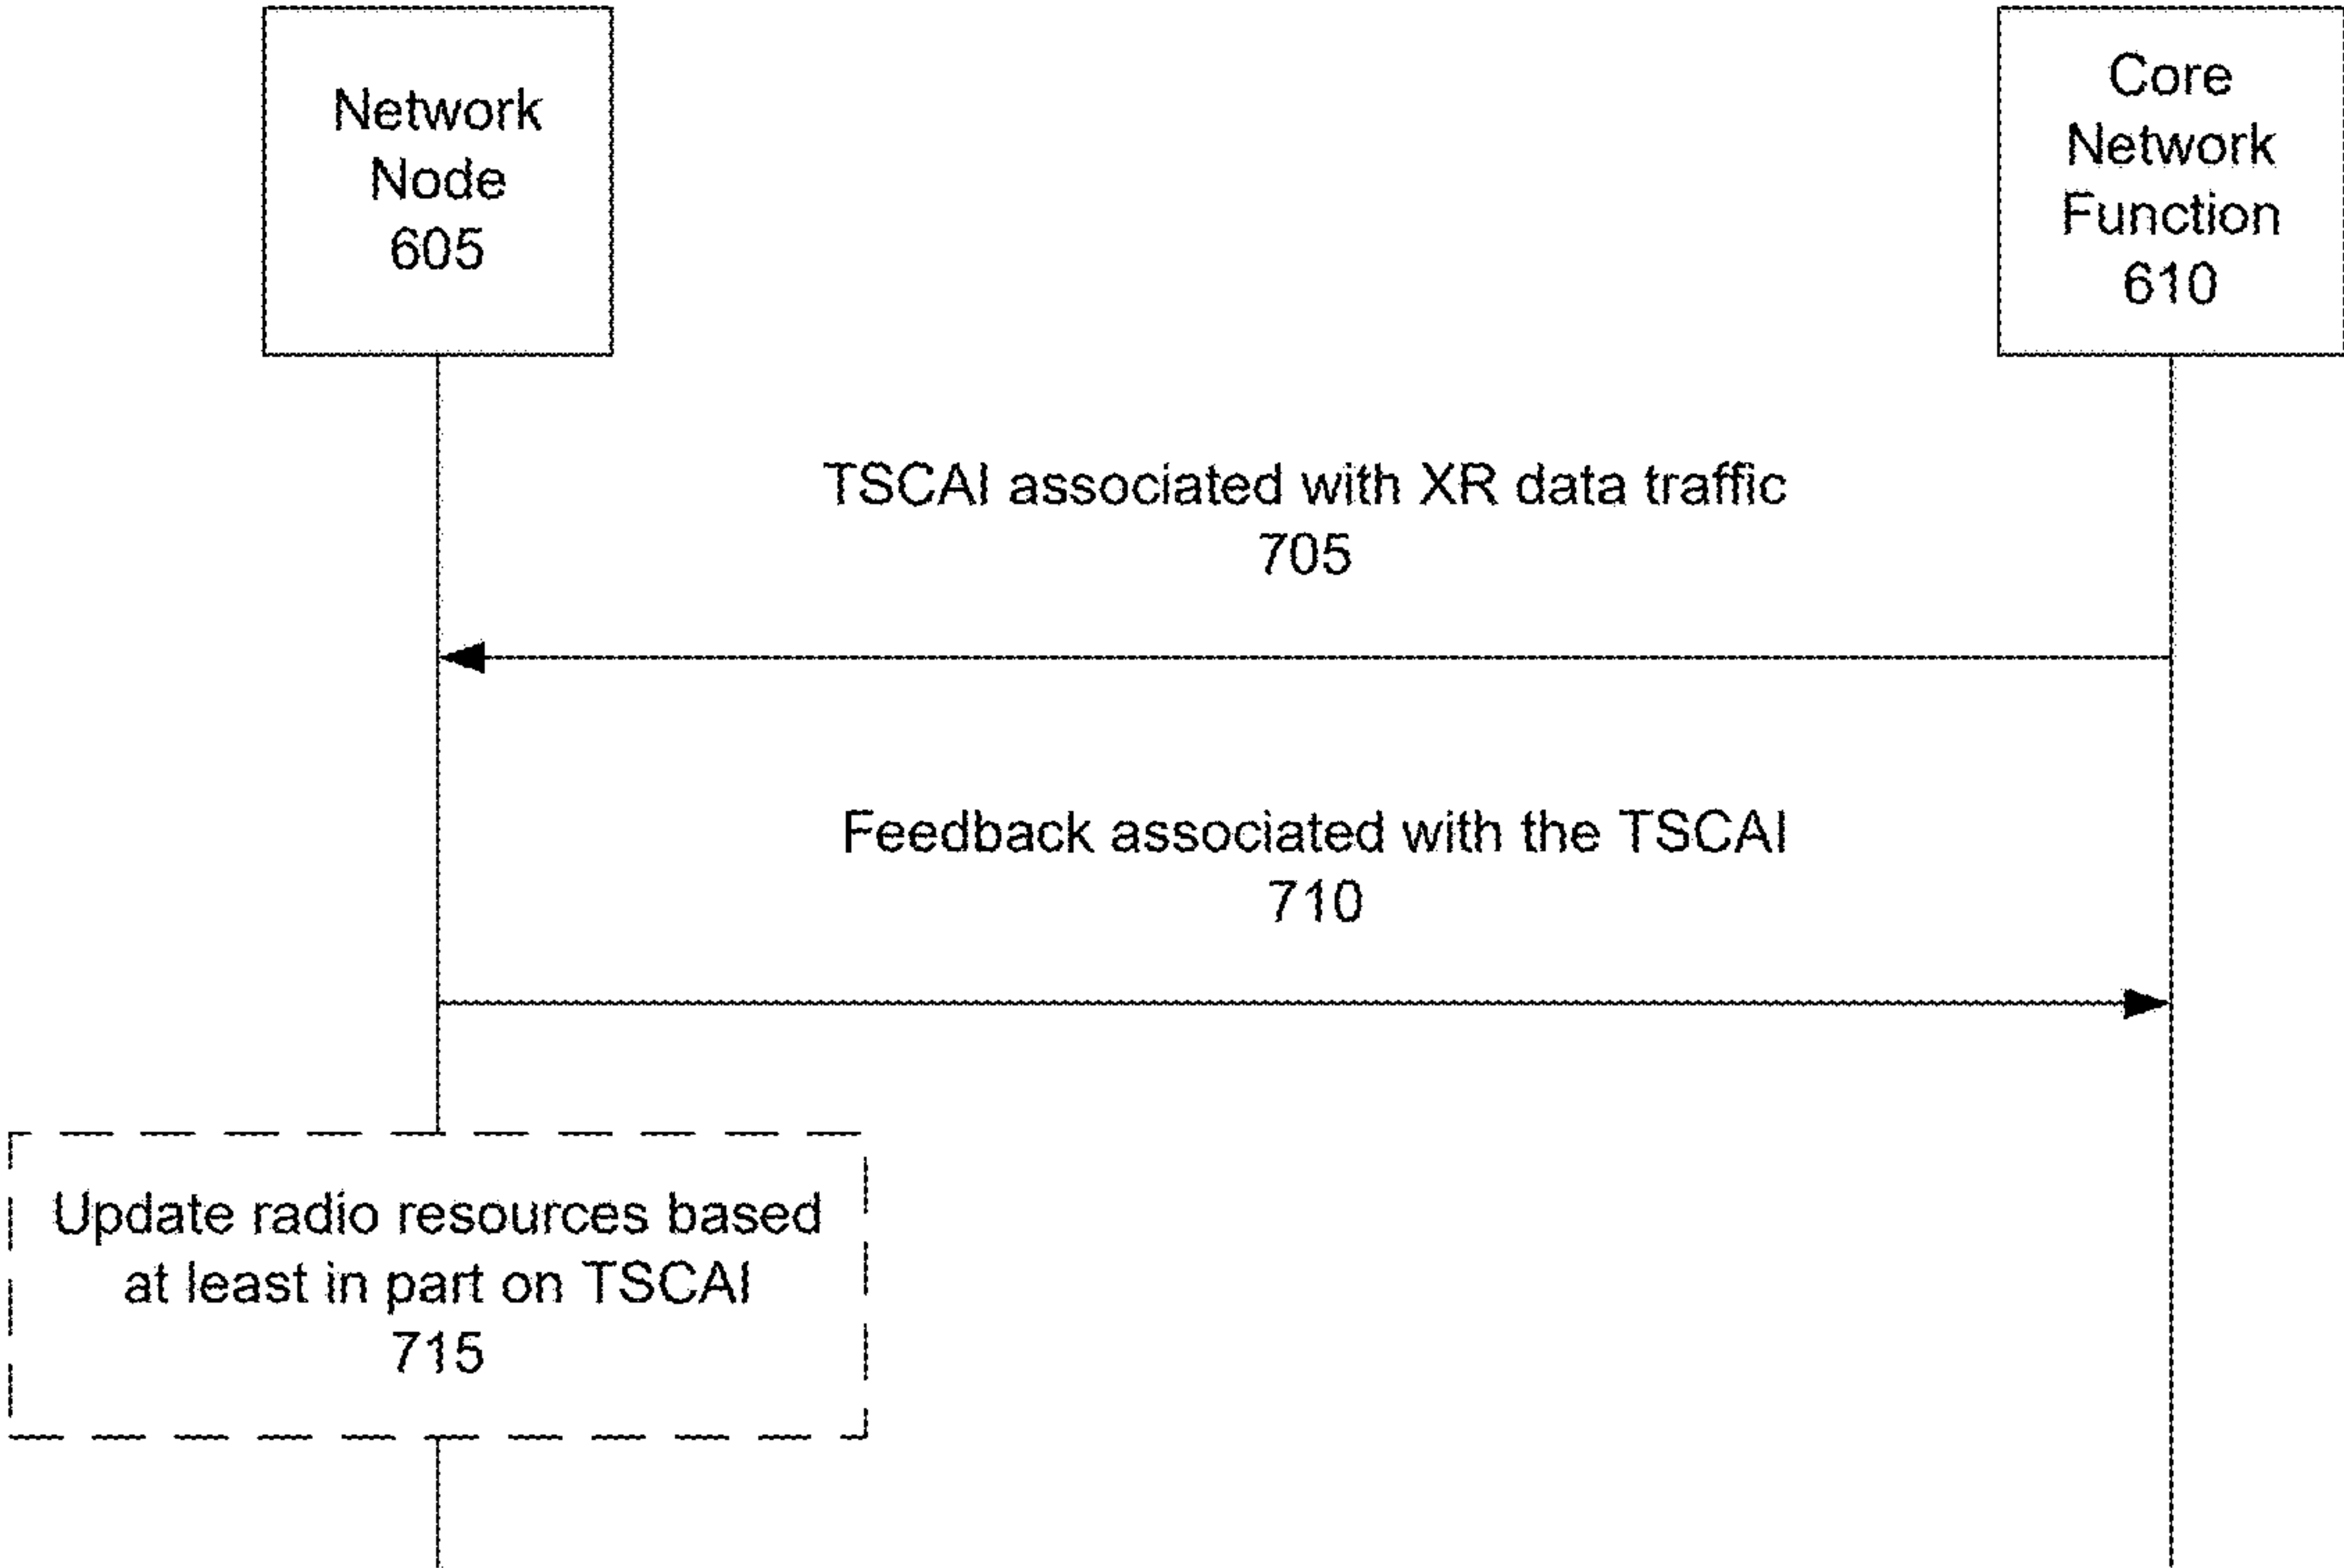 Network
Node
605
Core
Network
Function
610
TSCAI associated with XR data traffic
705
Feedback associated with the TSCAI
710
Update radio resources based
at least in part on TSCAI
715